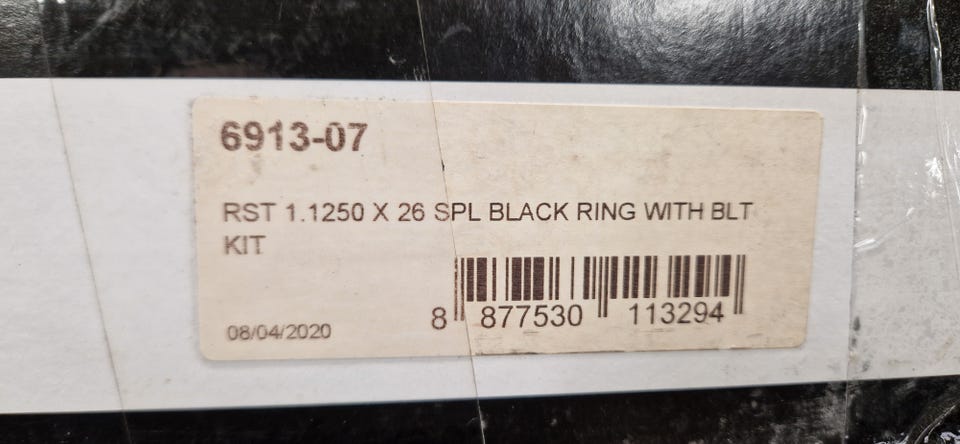 6913-07
RST 1.1250 X 26 SPL BLACK RING WITH BLT
KIT
08/04/2020
8 877530 113294